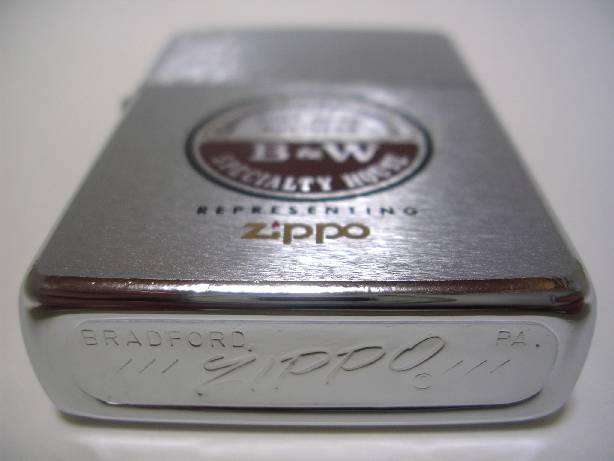 B & W
SPECIALTY HOUSE
REPRESENTING
zippo
BRADFORD, PA.
/ / / Zippo ® / / /